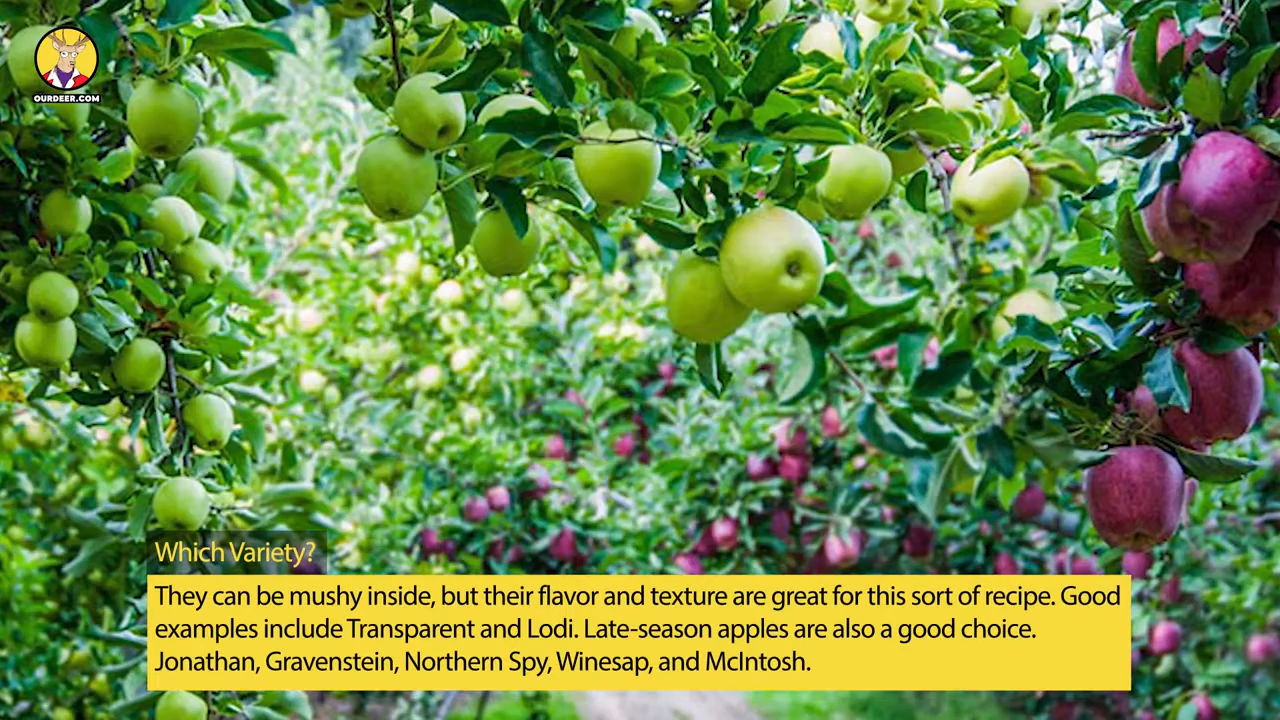 OURDEER.COM
Which Variety?
They can be mushy inside, but their flavor and texture are great for this sort of recipe. Good
examples include Transparent and Lodi. Late-season apples are also a good choice.
Jonathan, Gravenstein, Northern Spy, Winesap, and McIntosh.